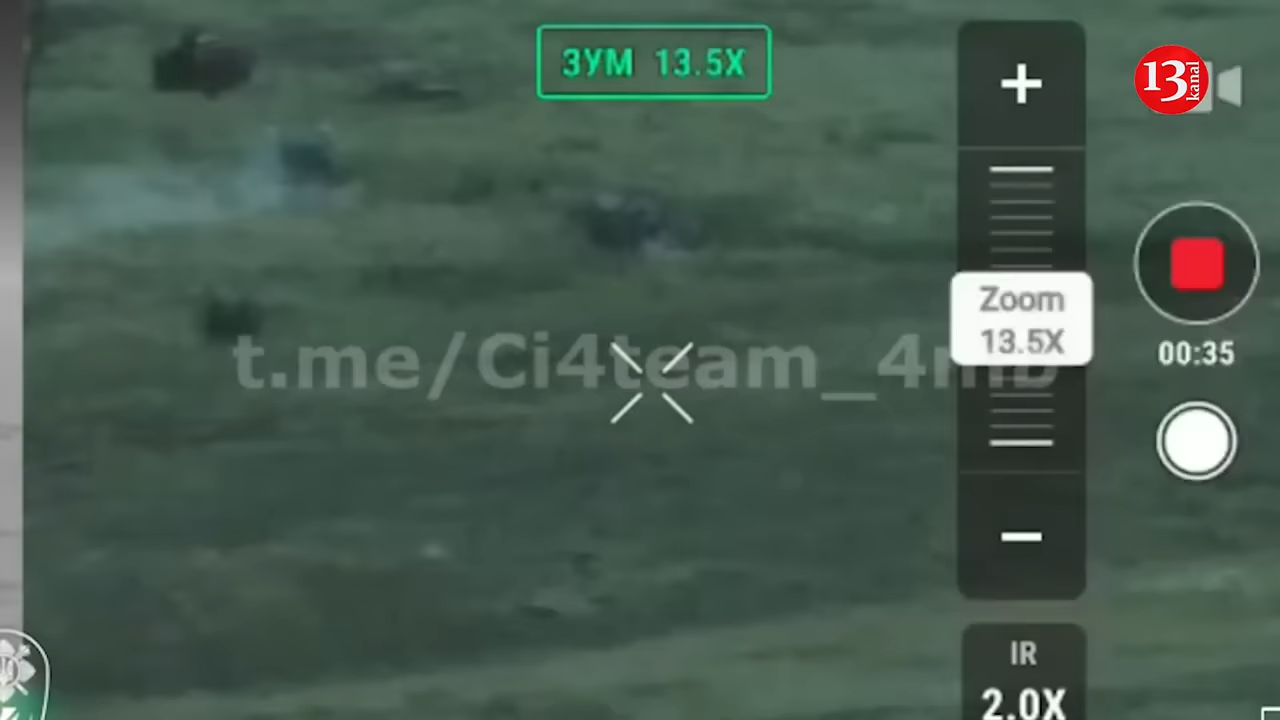 ЗУМ 13.5X
13
kanal
Zoom
13.5X
00:35
t.me/Ci4team_4mb
IR
2.0X